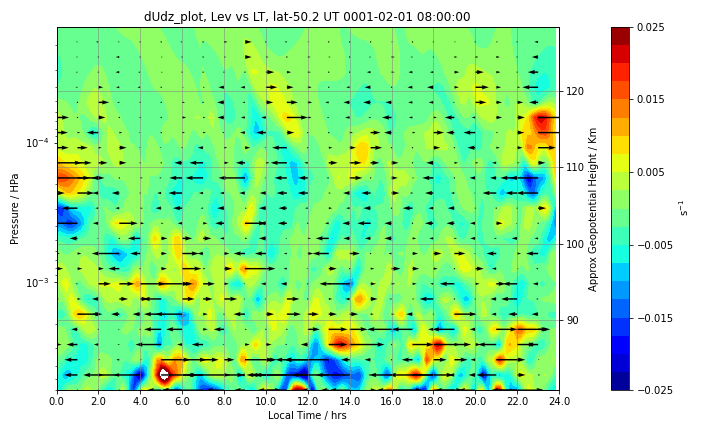 dUdz_plot, Lev vs LT, lat-50.2 UT 0001-02-01 08:00:00
10⁻⁴
10⁻³
Pressure / HPa
0.0 2.0 4.0 6.0 8.0 10.0 12.0 14.0 16.0 18.0 20.0 22.0 24.0
Local Time / hrs
120
110
100
90
Approx Geopotential Height / Km
0.025
0.015
0.005
−0.005
−0.015
−0.025
s⁻¹